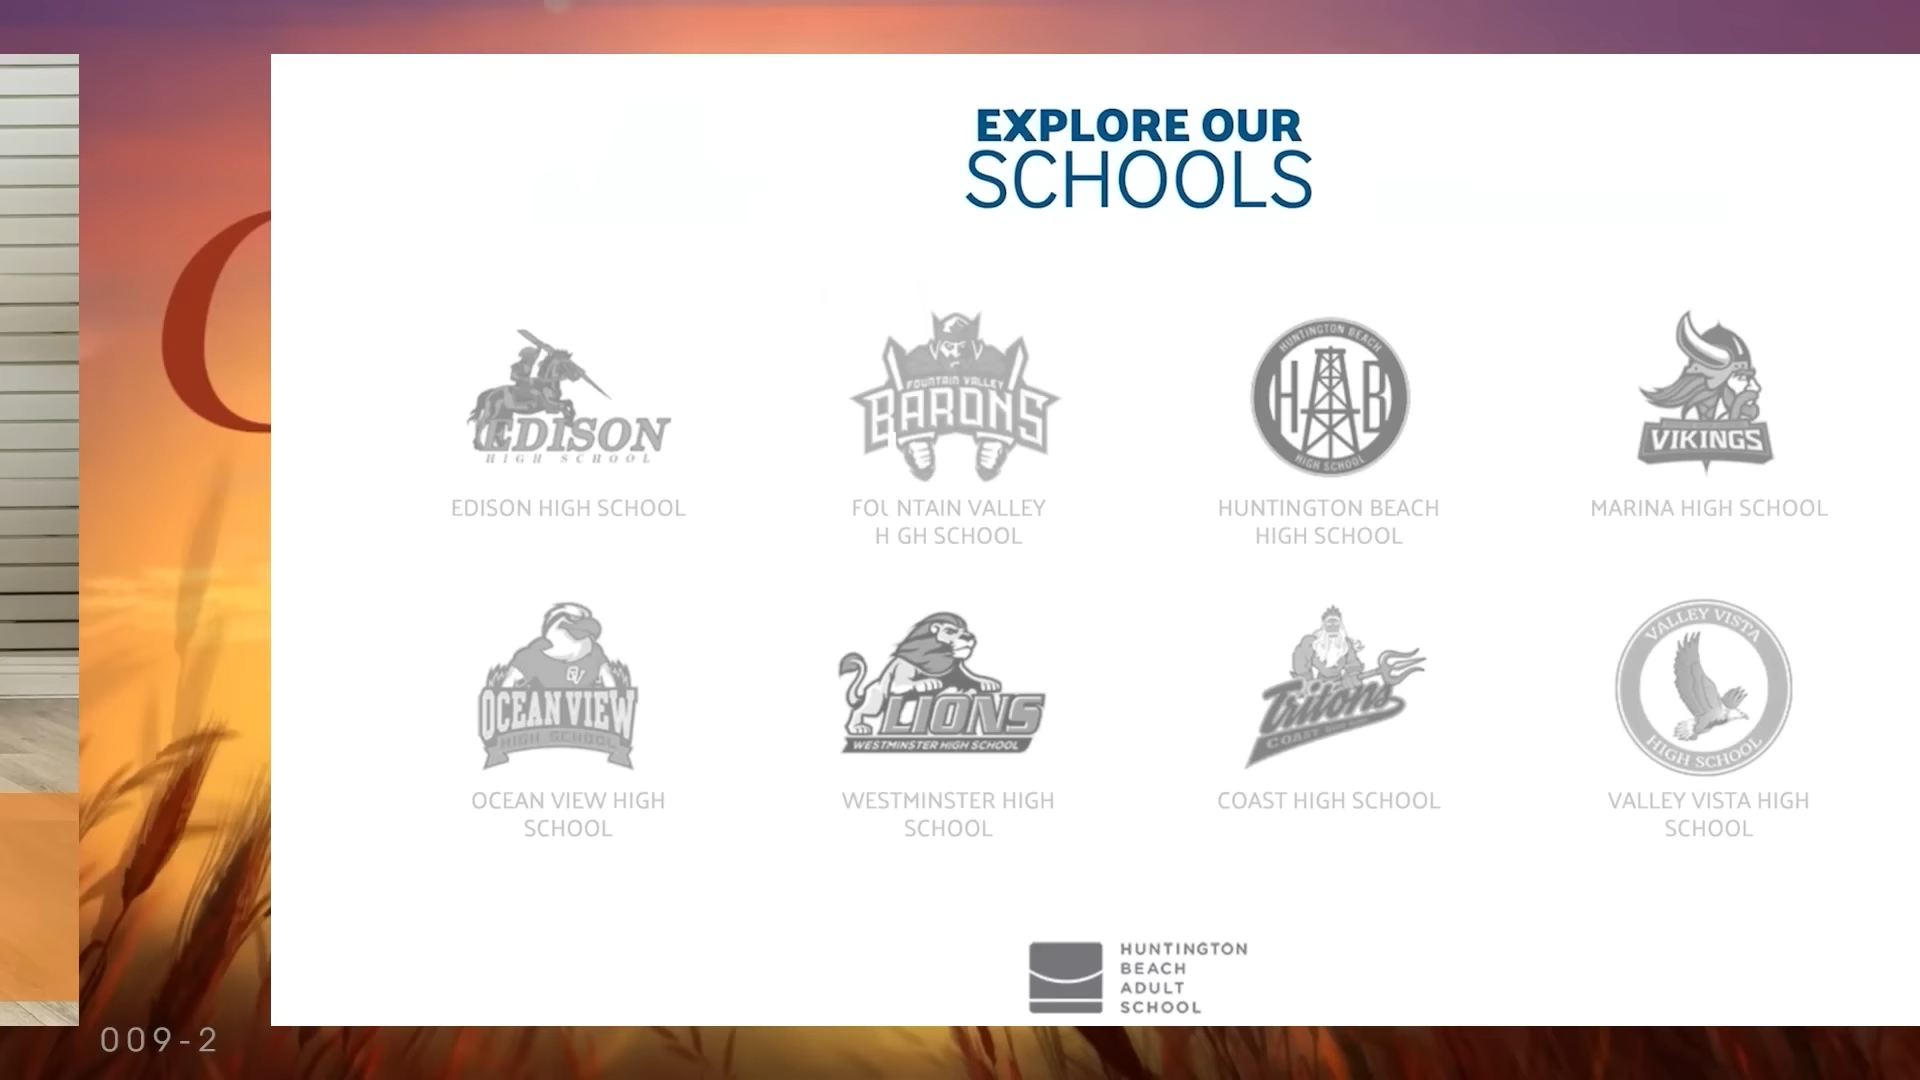 EXPLORE OUR
SCHOOLS
EDISON
HIGH SCHOOL
EDISON HIGH SCHOOL
FOUNTAIN VALLEY
BARONS
FOU NTAIN VALLEY
H GH SCHOOL
HUNTINGTON BEACH
H B
HIGH SCHOOL
HUNTINGTON BEACH
HIGH SCHOOL
VIKINGS
MARINA HIGH SCHOOL
OV
OCEAN VIEW
HIGH SCHOOL
OCEAN VIEW HIGH
SCHOOL
LIONS
WESTMINSTER HIGH SCHOOL
WESTMINSTER HIGH
SCHOOL
Tritons
COAST
COAST HIGH SCHOOL
VALLEY VISTA
HIGH SCHOOL
VALLEY VISTA HIGH
SCHOOL
HUNTINGTON
BEACH
ADULT
SCHOOL
009-2